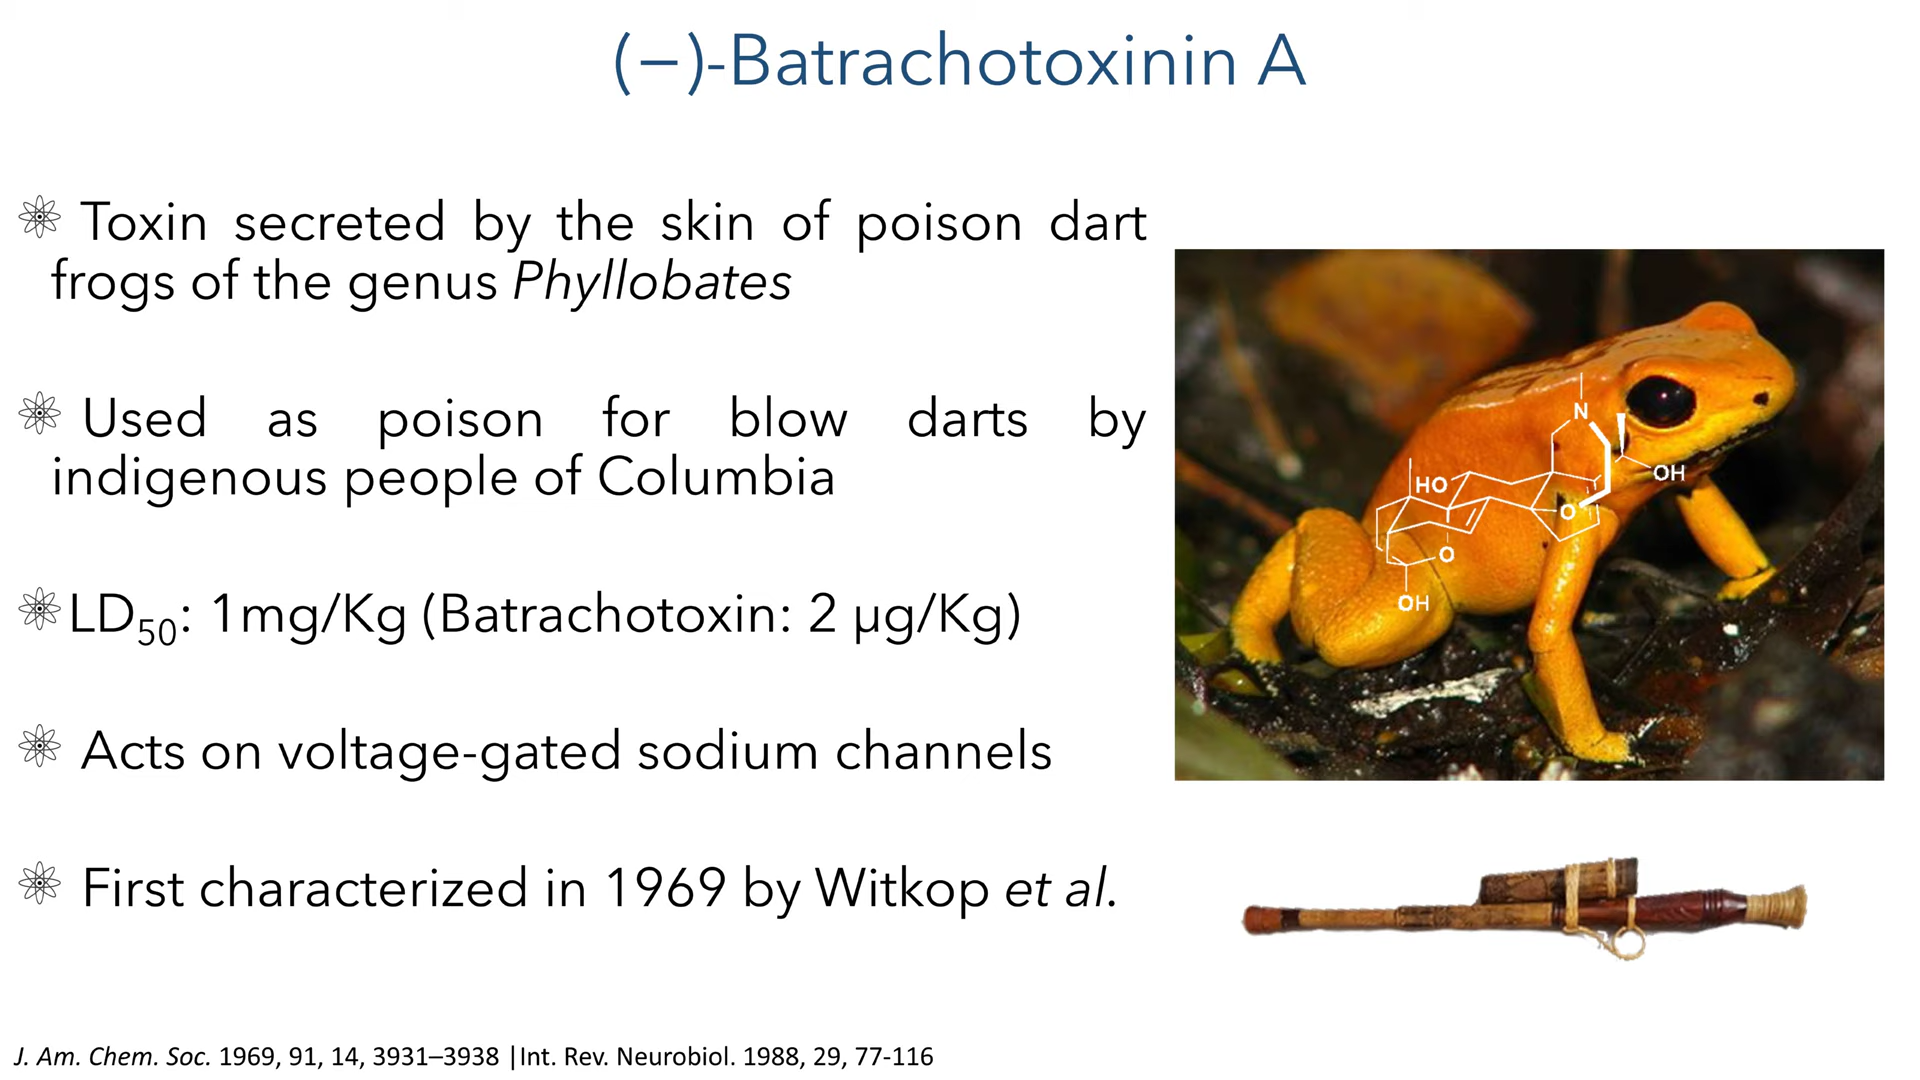 (−)-Batrachotoxinin A
Toxin secreted by the skin of poison dart
frogs of the genus Phyllobates
Used as poison for blow darts by
indigenous people of Columbia
LD50: 1mg/Kg (Batrachotoxin: 2 µg/Kg)
Acts on voltage-gated sodium channels
First characterized in 1969 by Witkop et al.
N
HO
OH
O
O
OH
J. Am. Chem. Soc. 1969, 91, 14, 3931–3938 |Int. Rev. Neurobiol. 1988, 29, 77-116